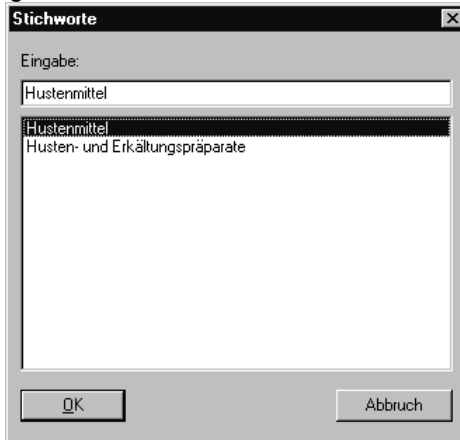 Stichworte
Eingabe:
Hustenmittel
Hustenmittel
Husten- und Erkältungspräparate
OK
Abbruch